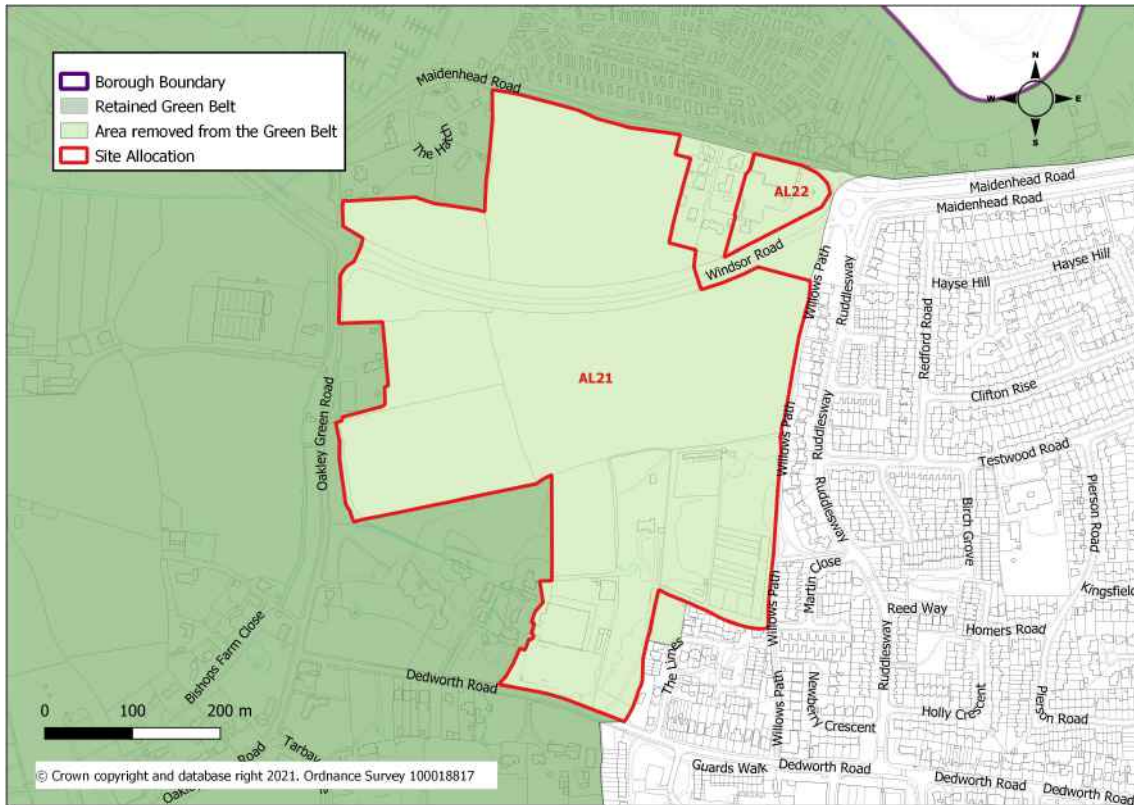 Borough Boundary
Retained Green Belt
Area removed from the Green Belt
Site Allocation
Maidenhead Road
The Hatch
N
W
E
S
AL22
Maidenhead Road
Maidenhead Road
Windsor Road
Willows Path
Ruddlesway
Hayse Hill
Hayse Hill
Redford Road
AL21
Clifton Rise
Oakley Green Road
Willows Path
Ruddlesway
Testwood Road
Pierson Road
Ruddlesway
Birch Grove
Martin Close
Kingsfield
Willows Path
Reed Way
Homers Road
Bishops Farm Close
The Limes
Ruddlesway
Dedworth Road
Willows Path
Newberry Crescent
Holly Crescent
Pierson Road
0 100 200 m
Road
Guards Walk
Dedworth Road
Dedworth Road
Dedworth Road
© Crown copyright and database right 2021. Ordnance Survey 100018817